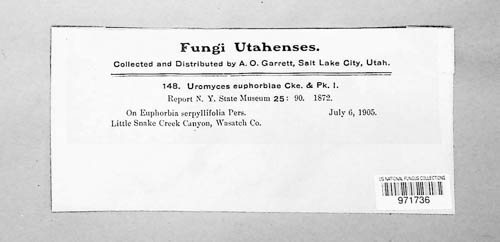 Fungi Utahenses.
Collected and Distributed by A. O. Garrett, Salt Lake City, Utah.
148. Uromyces euphorbiae Cke. & Pk. I.
Report N. Y. State Museum 25: 90. 1872.
On Euphorbia serpyllifolia Pers. July 6, 1905.
Little Snake Creek Canyon, Wasatch Co.
US NATIONAL FUNGUS COLLECTIONS
971736